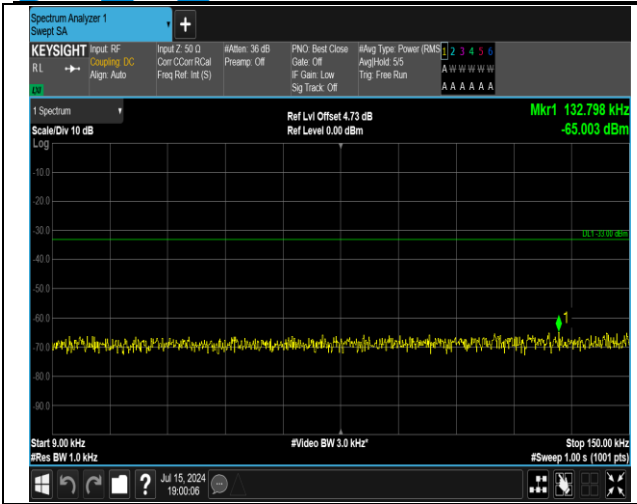 Spectrum Analyzer 1
Swept SA
+
KEYSIGHT Input: RF Input Z: 50 Ω #Atten: 36 dB PNO: Best Close #Avg Type: Power (RMS 1 2 3 4 5 6
RL Coupling: DC Corr CCorr RCal Preamp: Off Gate: Off Avg|Hold: 5/5 A W W W W W
Align: Auto Freq Ref: Int (S) IF Gain: Low Trig: Free Run
LNI Sig Track: Off A A A A A A
1 Spectrum Ref Lvl Offset 4.73 dB Mkr1 132.798 kHz
Scale/Div 10 dB Ref Level 0.00 dBm -65.003 dBm
Log
-10.0
-20.0
-30.0
DL1 -33.00 dBm
-40.0
-50.0
-60.0
1
-70.0
-80.0
-90.0
Start 9.00 kHz #Video BW 3.0 kHz* Stop 150.00 kHz
#Res BW 1.0 kHz #Sweep 1.00 s (1001 pts)
? Jul 15, 2024
19:00:06